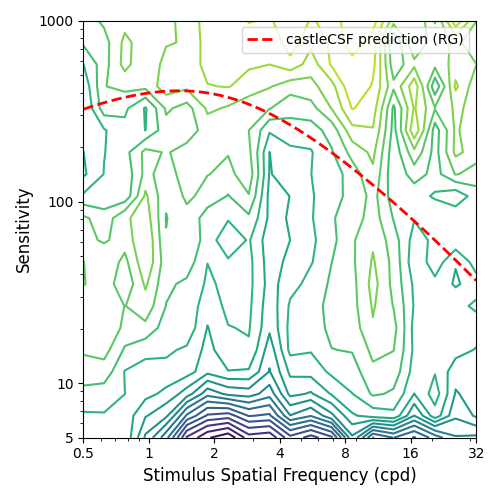 castleCSF prediction (RG)
1000
100
10
5
Sensitivity
0.5 1 2 4 8 16 32
Stimulus Spatial Frequency (cpd)